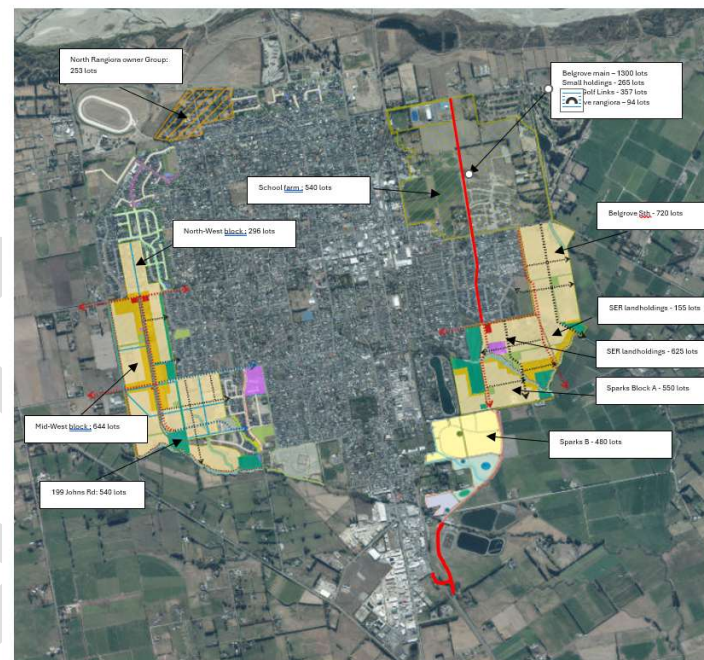 North Rangiora owner Group:
253 lots
Belgrove main – 1300 lots
Small holdings - 265 lots
Golf Links - 357 lots
ve rangiora – 94 lots
School farm : 540 lots
Belgrove Sth - 720 lots
North-West block : 296 lots
SER landholdings - 155 lots
SER landholdings - 625 lots
Sparks Block A - 550 lots
Mid-West block : 644 lots
Sparks B - 480 lots
199 Johns Rd: 540 lots